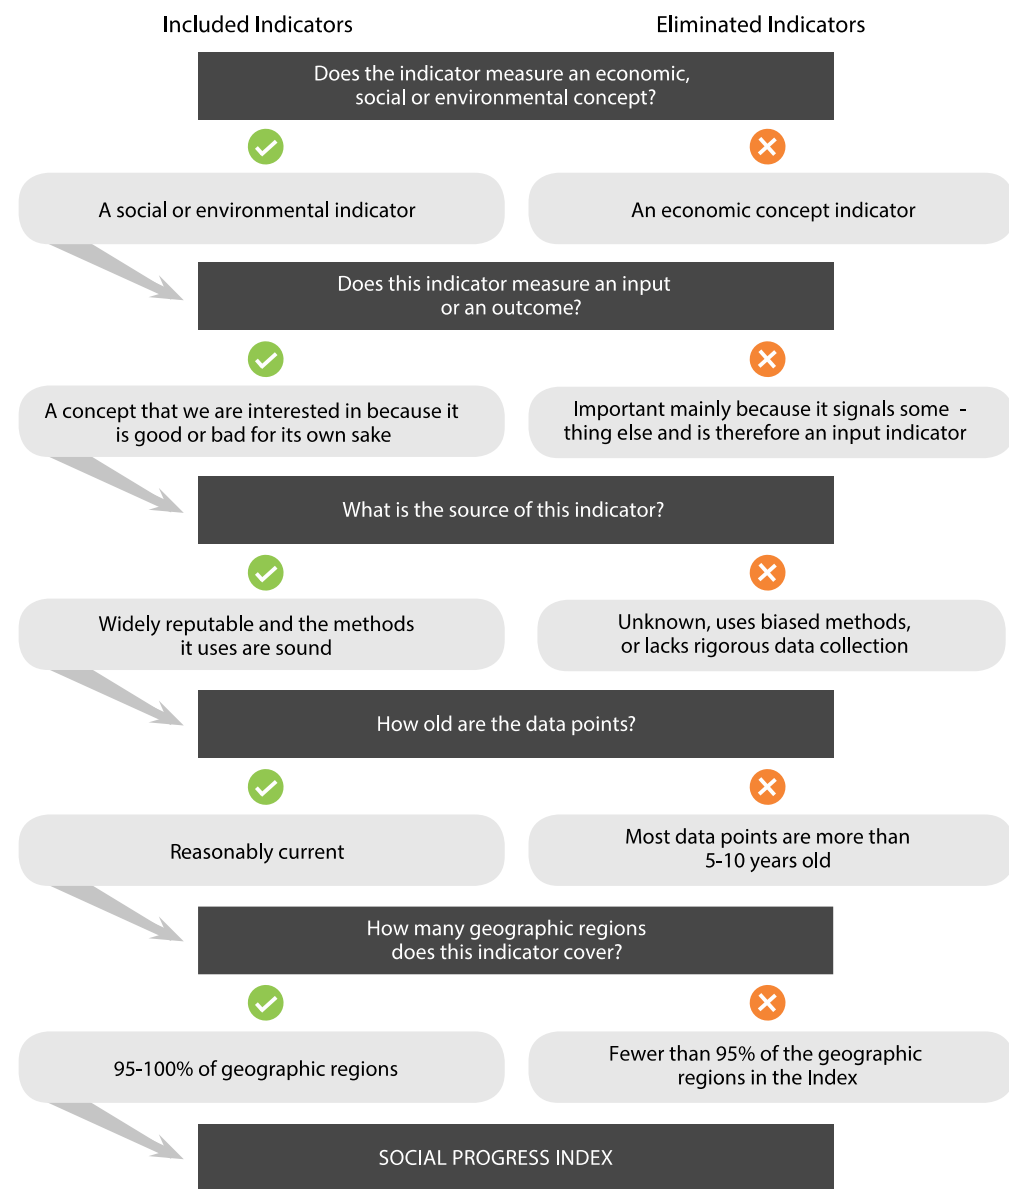 Included Indicators
Eliminated Indicators
Does the indicator measure an economic,
social or environmental concept?
A social or environmental indicator
An economic concept indicator
Does this indicator measure an input
or an outcome?
A concept that we are interested in because it
is good or bad for its own sake
Important mainly because it signals some -
thing else and is therefore an input indicator
What is the source of this indicator?
Widely reputable and the methods
it uses are sound
Unknown, uses biased methods,
or lacks rigorous data collection
How old are the data points?
Reasonably current
Most data points are more than
5-10 years old
How many geographic regions
does this indicator cover?
95-100% of geographic regions
Fewer than 95% of the geographic
regions in the Index
SOCIAL PROGRESS INDEX